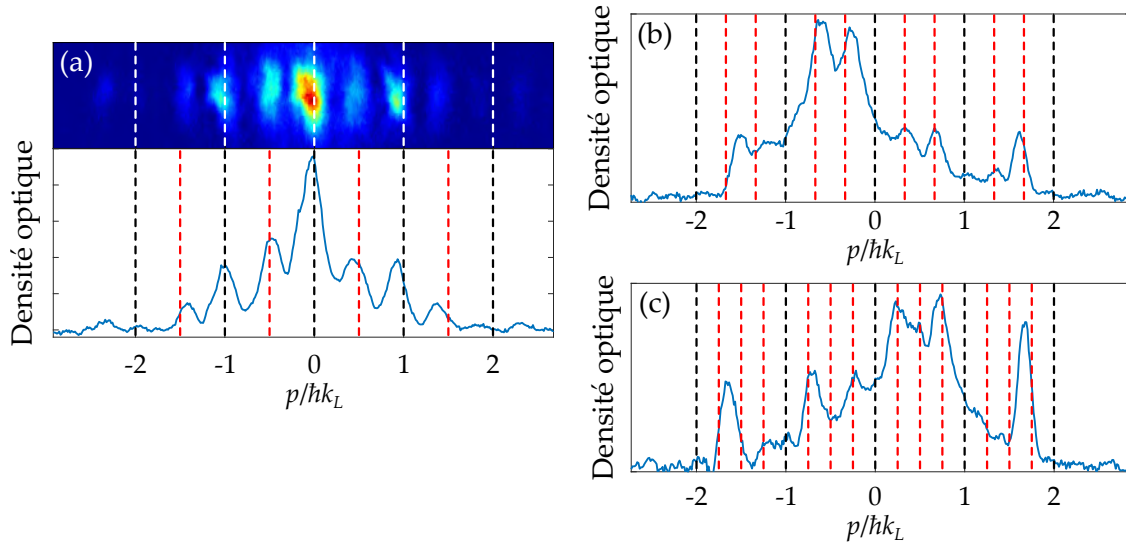 (a)
Densité optique
-2 -1 0 1 2
p/ħk_L
(b)
Densité optique
-2 -1 0 1 2
p/ħk_L
(c)
Densité optique
-2 -1 0 1 2
p/ħk_L